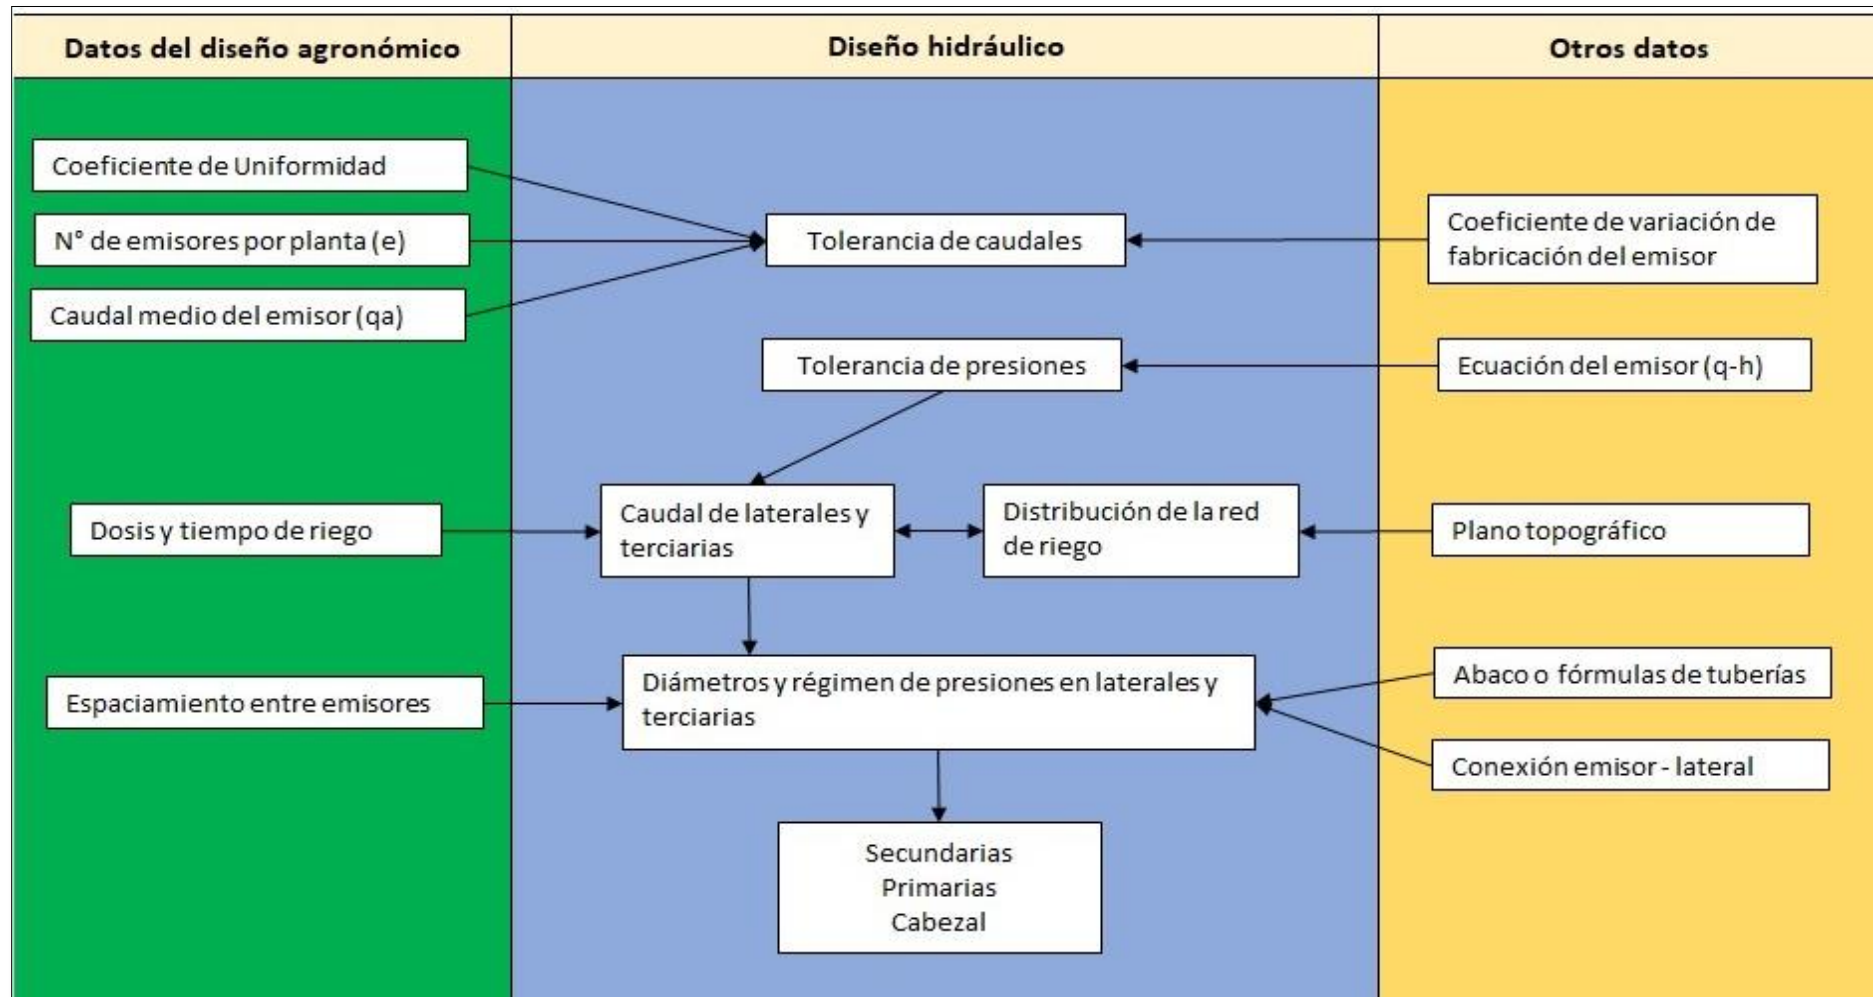 Datos del diseño agronómico
Diseño hidráulico
Otros datos
Coeficiente de Uniformidad
N° de emisores por planta (e)
Caudal medio del emisor (qa)
Tolerancia de caudales
Coeficiente de variación de
fabricación del emisor
Tolerancia de presiones
Ecuación del emisor (q-h)
Dosis y tiempo de riego
Caudal de laterales y
terciarias
Distribución de la red
de riego
Plano topográfico
Espaciamiento entre emisores
Diámetros y régimen de presiones en laterales y
terciarias
Abaco o fórmulas de tuberías
Conexión emisor - lateral
Secundarias
Primarias
Cabezal